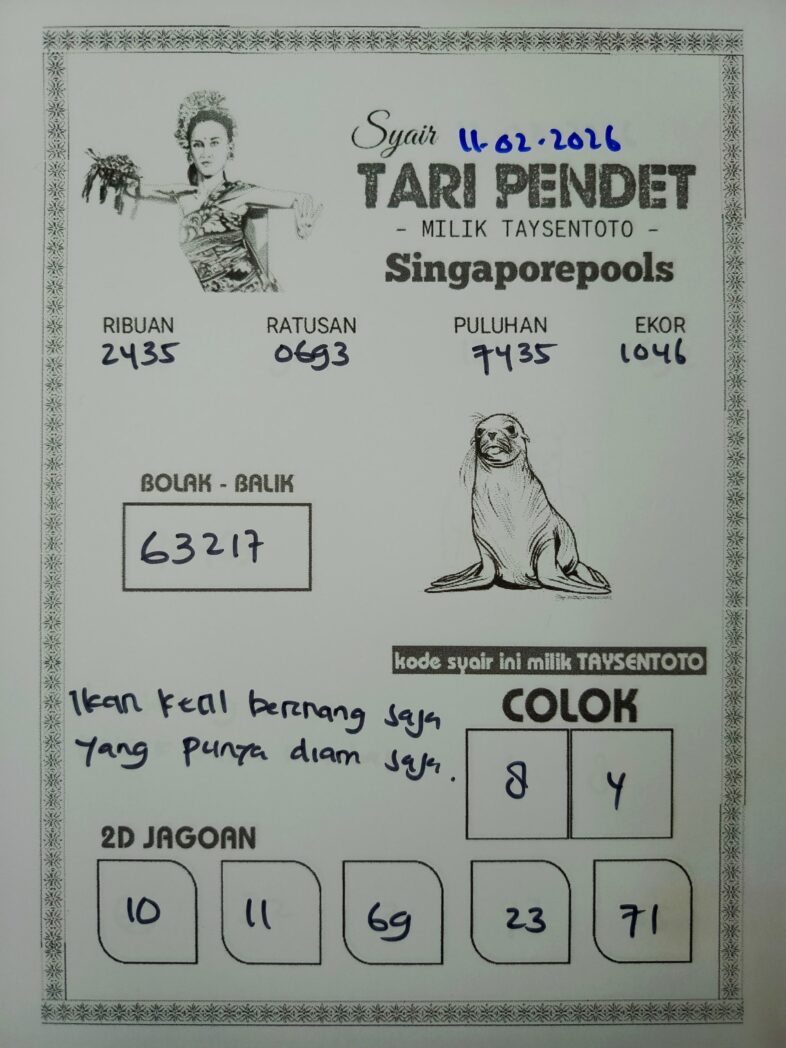 Syair 11-02-2026
TARI PENDET
- MILIK TAYSENTOTO -
Singaporepools
RIBUAN RATUSAN PULUHAN EKOR
2435 0693 7435 1046
BOLAK - BALIK
63217
kode syair ini milik TAYSENTOTO
Ikan kecil berenang saja
yang punya diam saja.
COLOK
8 4
2D JAGOAN
10 11 69 23 71